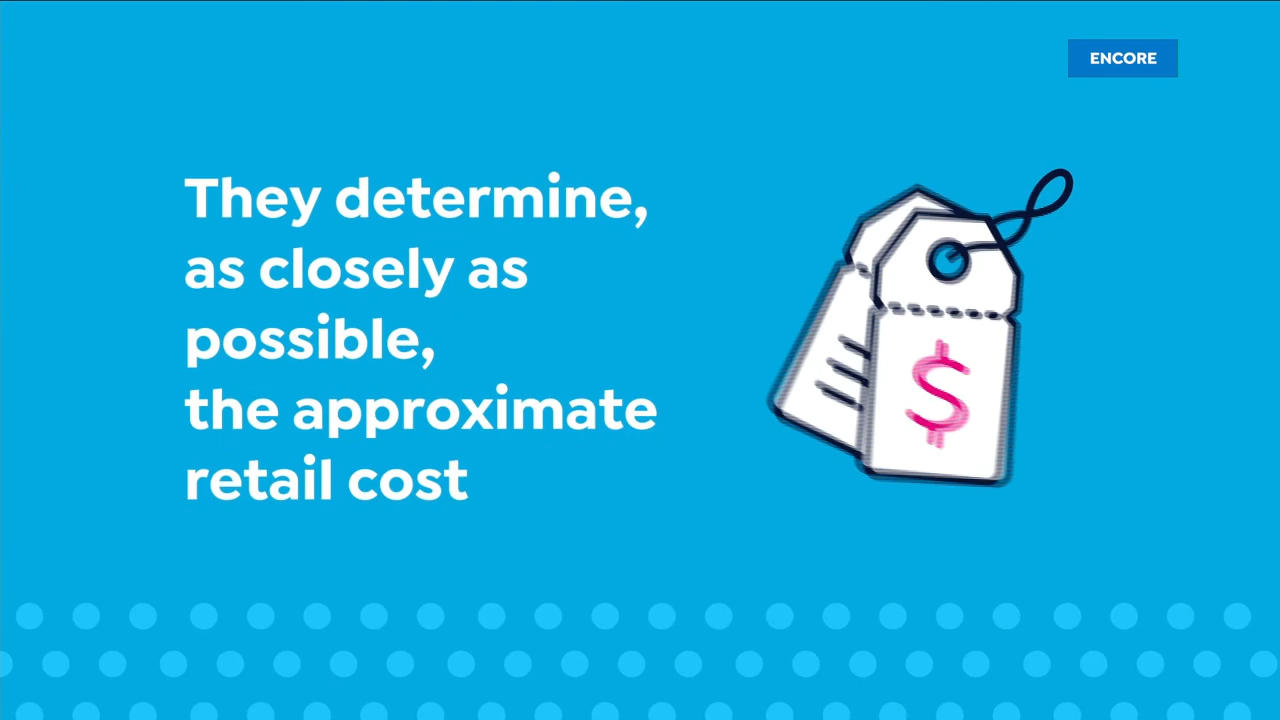 ENCORE
They determine,
as closely as
possible,
the approximate
retail cost
$